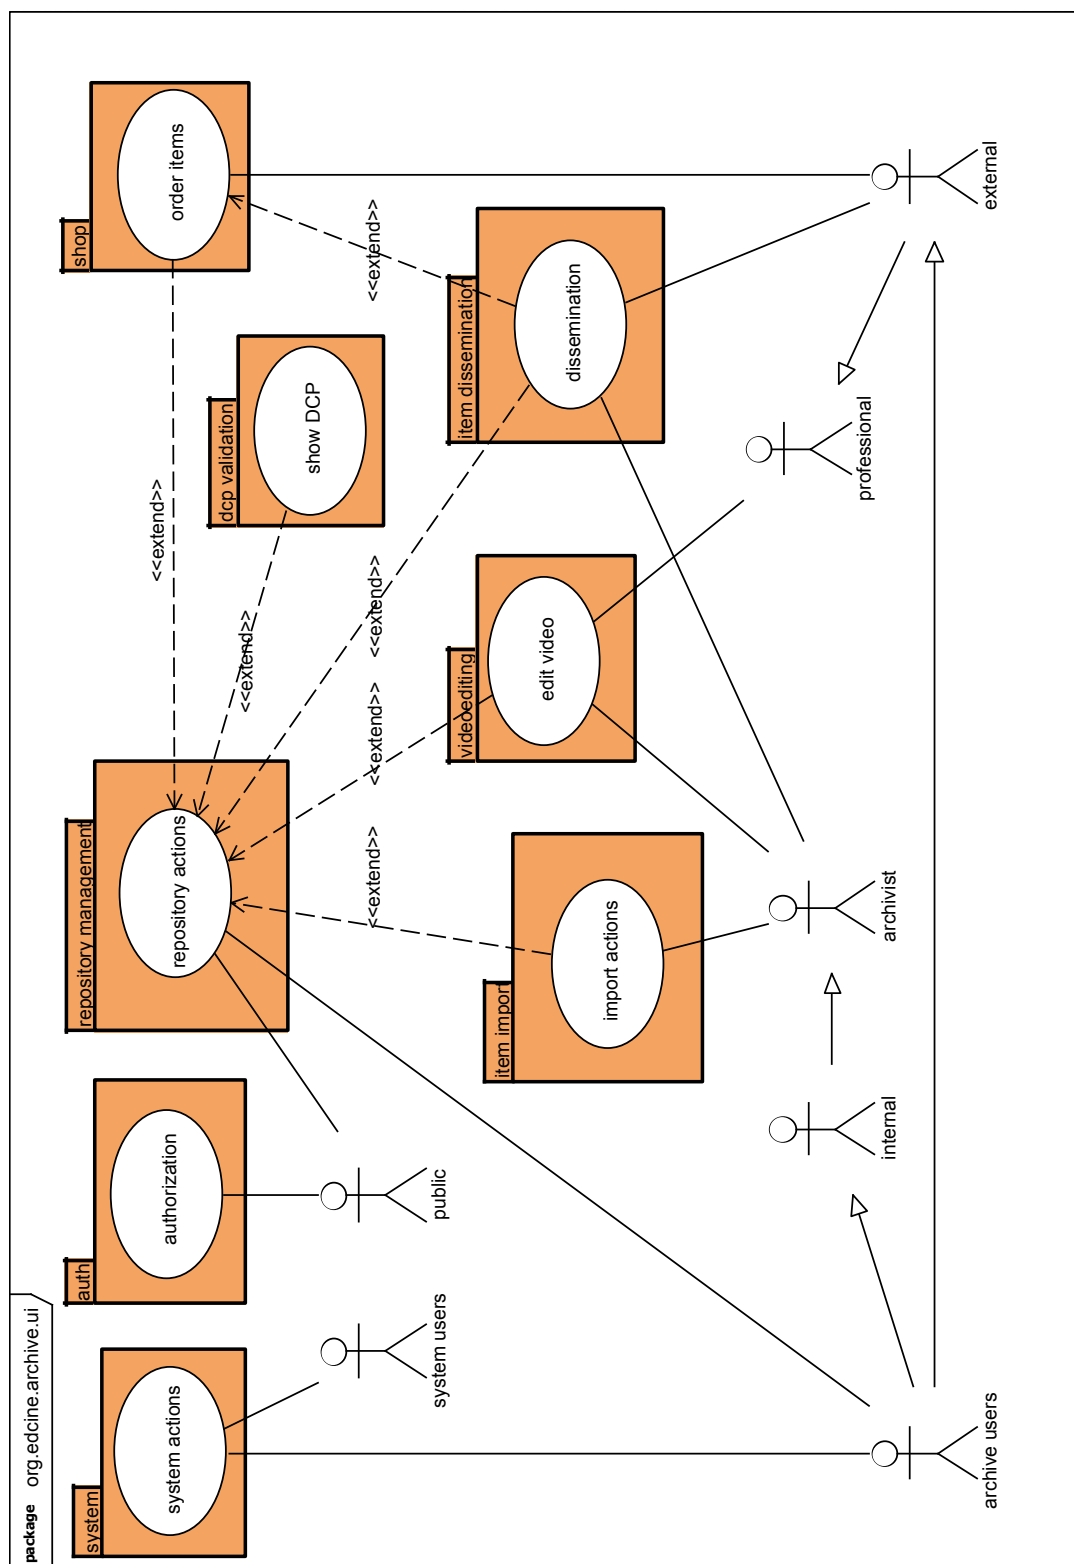 package org.edcine.archive.ui
system
system actions
auth
authorization
repository management
repository actions
shop
order items
dcp validation
show DCP
<<extend>>
<<extend>>
<<extend>>
<<extend>>
<<extend>>
<<extend>>
item import
import actions
videoediting
edit video
item dissemination
dissemination
system users
public
archive users
internal
archivist
professional
external